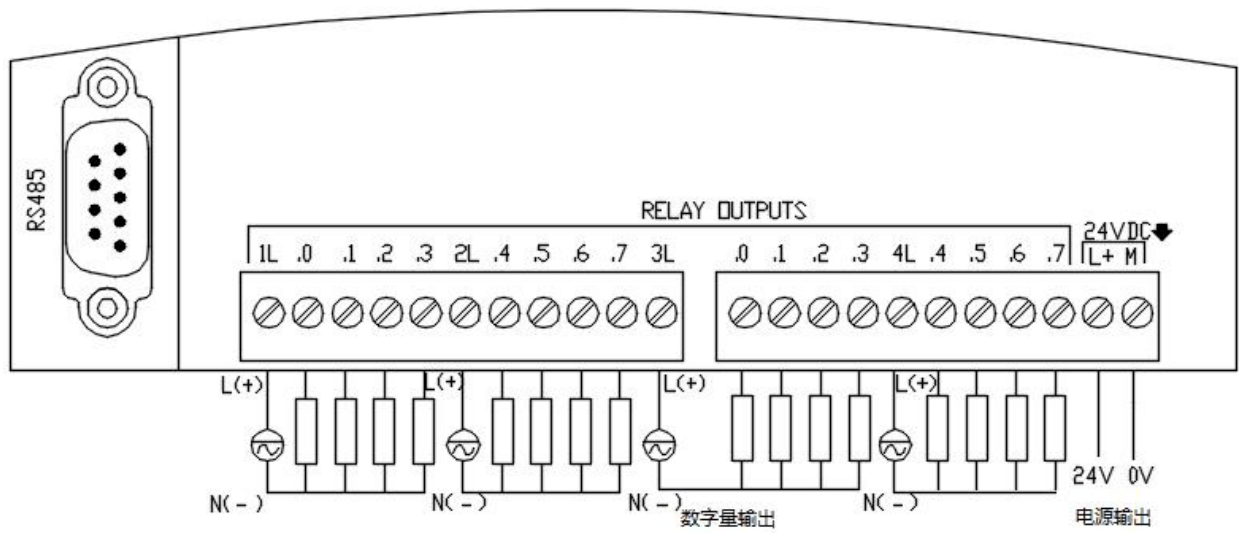 RS485
RELAY OUTPUTS
24VDC
1L .0 .1 .2 .3 2L .4 .5 .6 .7 3L .0 .1 .2 .3 4L .4 .5 .6 .7 L+ M
L(+) L(+) L(+) L(+)
24V 0V
N(-) N(-) N(-) N(-)
数字量输出 电源输出